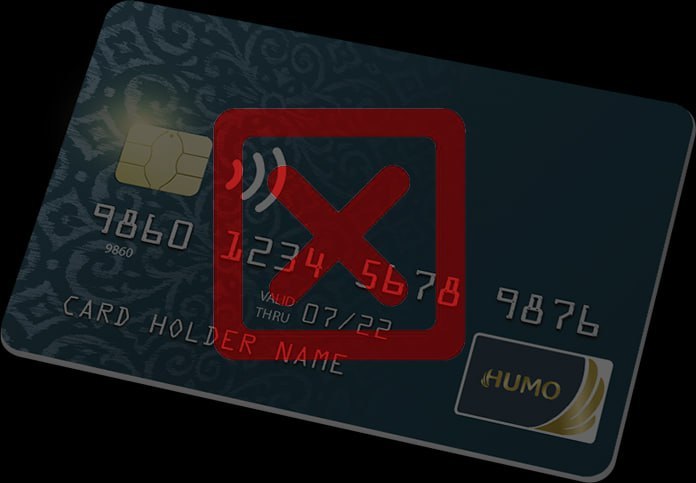 9860 1234 5678 9876
9860
VALID
THRU 07/22
CARD HOLDER NAME
HUMO